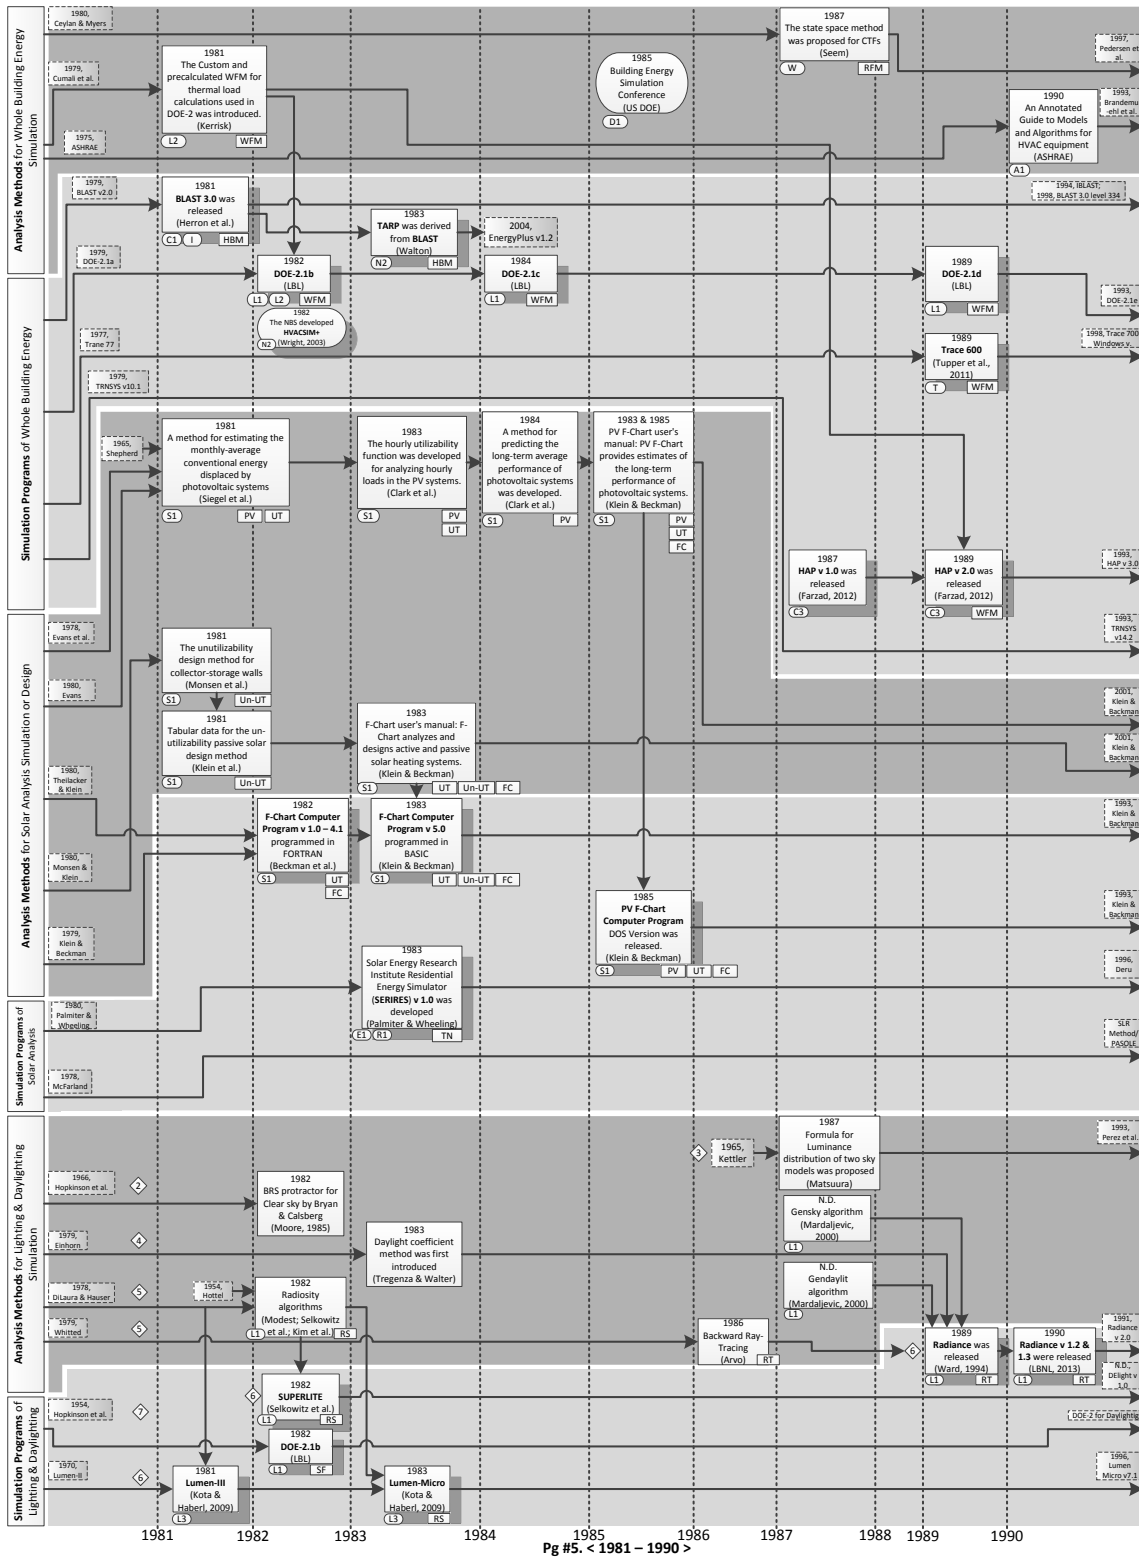 Analysis Methods for Whole Building Energy
Simulation
1980,
Ceylan & Myers
1979,
Cumali et al.
1975,
ASHRAE
1981
The Custom and
precalculated WFM for
thermal load
calculations used in
DOE-2 was introduced.
(Kerrisk)
L2
WFM
1985
Building Energy
Simulation
Conference
(US DOE)
D1
1987
The state space method
was proposed for CTFs
(Seem)
W
RFM
1990
An Annotated
Guide to Models
and Algorithms for
HVAC equipment
(ASHRAE)
A1
1997,
Pedersen et
al.
1993,
Brandemu
-ehl et al.
Simulation Programs of Whole Building Energy
1979,
BLAST v2.0
1979,
DOE-2.1a
1977,
Trane 77
1979,
TRNSYS v10.1
1981
BLAST 3.0 was
released
(Herron et al.)
C1
I
HBM
1983
TARP was derived
from BLAST
(Walton)
N2
HBM
2004,
EnergyPlus v1.2
1994, IBLAST;
1998, BLAST 3.0 level 334
1982
DOE-2.1b
(LBL)
L1
L2
WFM
1982
The NBS developed
HVACSIM+
(Wright, 2003)
N2
1984
DOE-2.1c
(LBL)
L1
WFM
1989
DOE-2.1d
(LBL)
L1
WFM
1993,
DOE-2.1e
1989
Trace 600
(Tupper et al.,
2011)
T
WFM
1998, Trace 700
Windows v.
1987
HAP v 1.0 was
released
(Farzad, 2012)
C3
1989
HAP v 2.0 was
released
(Farzad, 2012)
C3
WFM
1993,
HAP v 3.0
1993,
TRNSYS
v14.2
Analysis Methods for Solar Analysis Simulation or Design
1965,
Shepherd
1978,
Evans et al.
1980,
Evans
1980,
Theilacker
& Klein
1980,
Monsen &
Klein
1979,
Klein &
Beckman
1981
A method for estimating the
monthly-average
conventional energy
displaced by
photovoltaic systems
(Siegel et al.)
S1
PV
UT
1983
The hourly utilizability
function was developed
for analyzing hourly
loads in the PV systems.
(Clark et al.)
S1
PV
UT
1984
A method for
predicting the
long-term average
performance of
photovoltaic systems
was developed.
(Clark et al.)
S1
PV
1983 & 1985
PV F-Chart user's
manual: PV F-Chart
provides estimates of
the long-term
performance of
photovoltaic systems.
(Klein & Beckman)
S1
PV
UT
FC
1981
The unutilizability
design method for
collector-storage walls
(Monsen et al.)
S1
Un-UT
1981
Tabular data for the un-
utilizability passive solar
design method
(Klein et al.)
S1
Un-UT
1983
F-Chart user's manual: F-
Chart analyzes and
designs active and passive
solar heating systems.
(Klein & Beckman)
S1
UT
Un-UT
FC
2001,
Klein &
Backman
2001,
Klein &
Backman
1982
F-Chart Computer
Program v 1.0 – 4.1
programmed in
FORTRAN
(Beckman et al.)
S1
UT
FC
1983
F-Chart Computer
Program v 5.0
programmed in
BASIC
(Klein & Beckman)
S1
UT
Un-UT
FC
1993,
Klein &
Backman
1985
PV F-Chart
Computer Program
DOS Version was
released.
(Klein & Beckman)
S1
PV
UT
FC
1993,
Klein &
Backman
Simulation Programs of
Solar Analysis
1980,
Palmiter &
Wheeling
1978,
McFarland
1983
Solar Energy Research
Institute Residential
Energy Simulator
(SERIRES) v 1.0 was
developed
(Palmiter & Wheeling)
E1
R1
TN
1996,
Deru
SLR
Method/
PASOLE
Analysis Methods for Lighting & Daylighting
Simulation
1966,
Hopkinson et al.
2
1979,
Einhorn
4
1978,
DiLaura & Hauser
5
1979,
Whitted
5
1982
BRS protractor for
Clear sky by Bryan
& Calsberg
(Moore, 1985)
1983
Daylight coefficient
method was first
introduced
(Tregenza & Walter)
1954,
Hottel
1982
Radiosity
algorithms
(Modest; Selkowitz
et al.; Kim et al.)
L1
RS
3
1965,
Kettler
1987
Formula for
Luminance
distribution of two sky
models was proposed
(Matsuura)
1993,
Perez et al.
N.D.
Gensky algorithm
(Mardaljevic,
2000)
L1
N.D.
Gendaylit
algorithm
(Mardaljevic, 2000)
L1
1986
Backward Ray-
Tracing
(Arvo)
RT
6
1989
Radiance was
released
(Ward, 1994)
L1
RT
1990
Radiance v 1.2 &
1.3 were released
(LBNL, 2013)
L1
RT
1991,
Radiance
v 2.0
Simulation Programs of
Lighting & Daylighting
1954,
Hopkinson et al.
7
1970,
Lumen-II
6
6
1982
SUPERLITE
(Selkowitz et al.)
L1
RS
N.D.,
DElight v
1.0
1982
DOE-2.1b
(LBL)
L1
SF
DOE-2 for Daylightig
1981
Lumen-III
(Kota &
Haberl, 2009)
L3
1983
Lumen-Micro
(Kota &
Haberl, 2009)
L3
RS
1996,
Lumen
Micro v7.1
1981 1982 1983 1984 1985 1986 1987 1988 1989 1990
Pg #5. < 1981 – 1990 >